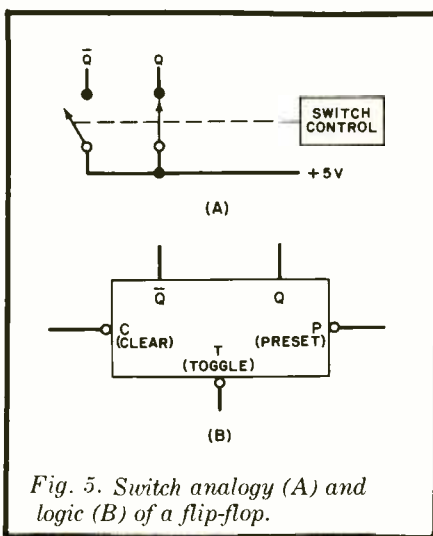 Q̅ Q
SWITCH
CONTROL
+5V
(A)
Q̅ Q
C P
(CLEAR) T (PRESET)
(TOGGLE)
(B)
Fig. 5. Switch analogy (A) and
logic (B) of a flip-flop.